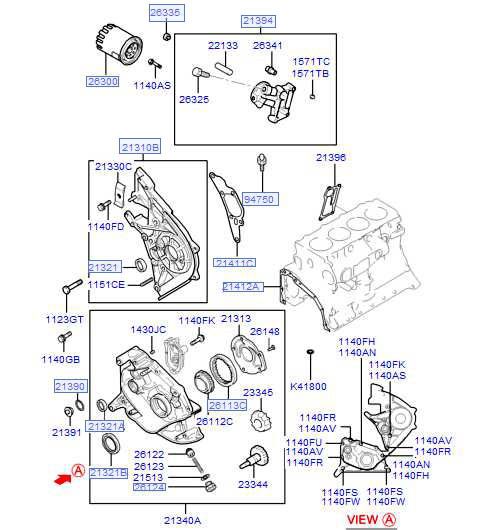 26335
21394
22133
26341
1571TC
1571TB
26300
1140AS
26325
21310B
21330C
21396
94750
1140FD
21411C
21321
1151CE
21412A
1123GT
1140GB
1430JC
1140FK
21313
26148
K41800
21390
23345
26113C
26112C
21391
21321A
21321B
26122
26123
21513
26124
23344
21340A
A
1140FH
1140AN
1140FK
1140AS
1140FR
1140AV
1140FU
1140AV
1140FR
1140AV
1140FR
1140AN
1140FH
1140FS
1140FW
1140FS
1140FW
VIEW A